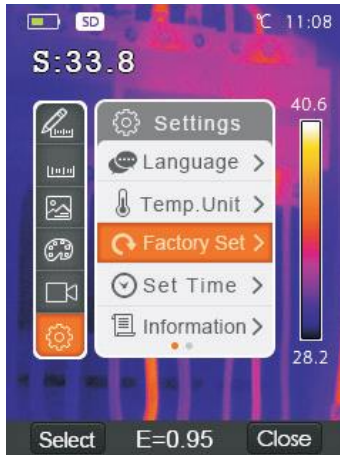 SD ℃ 11:08
S:33.8
40.6
Settings
Language
Temp.Unit
Factory Set
Set Time
Information
28.2
Select E=0.95 Close